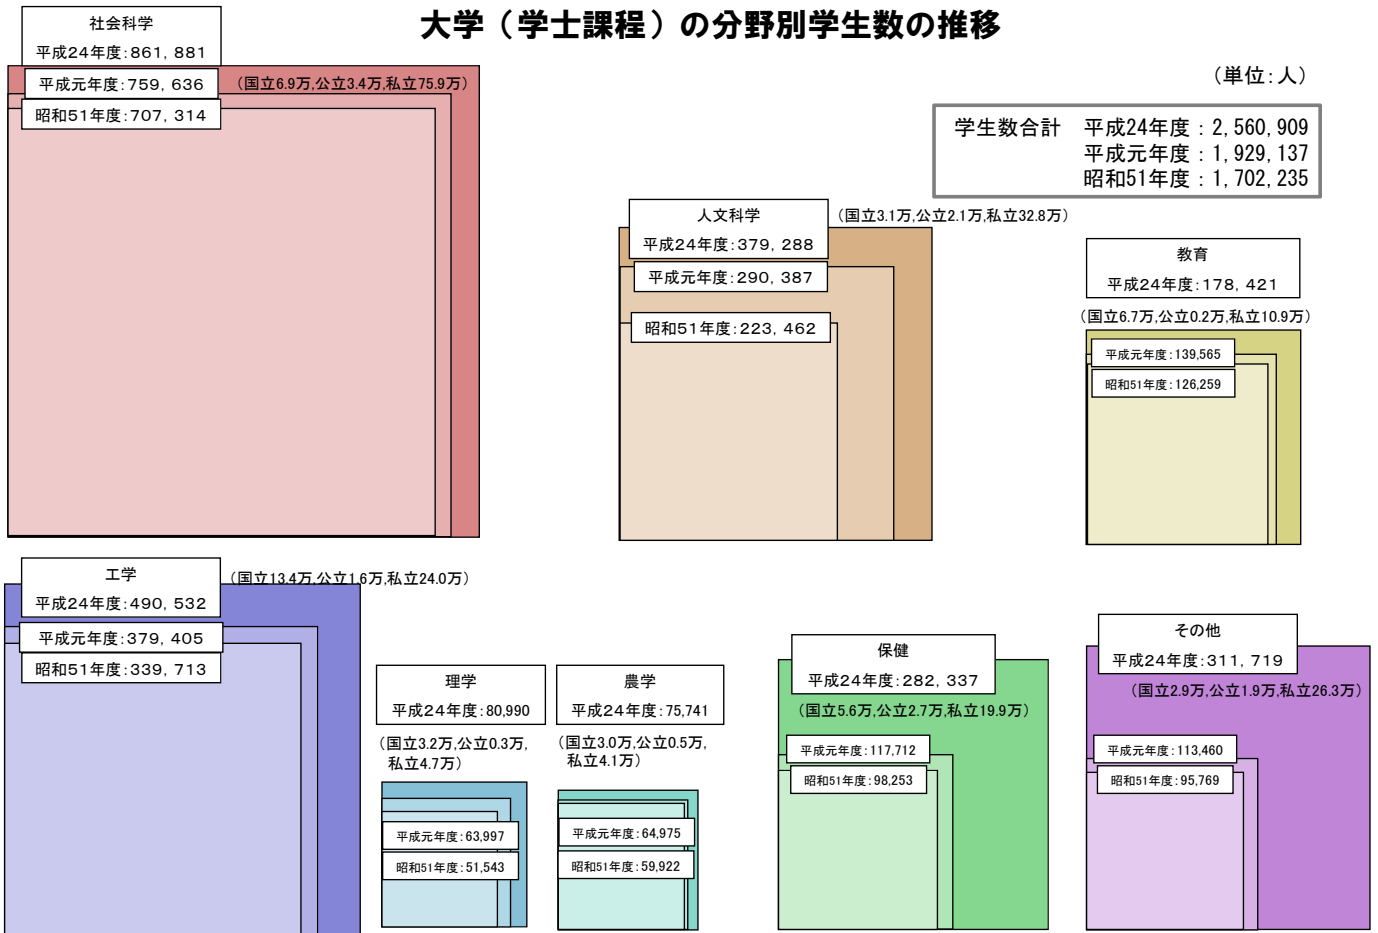 大学（学士課程）の分野別学生数の推移
（単位：人）
学生数合計　平成24年度：2,560,909
平成元年度：1,929,137
昭和51年度：1,702,235
社会科学
平成24年度：861,881
平成元年度：759,636
（国立6.9万,公立3.4万,私立75.9万）
昭和51年度：707,314
人文科学
平成24年度：379,288
（国立3.1万,公立2.1万,私立32.8万）
平成元年度：290,387
昭和51年度：223,462
教育
平成24年度：178,421
（国立6.7万,公立0.2万,私立10.9万）
平成元年度：139,565
昭和51年度：126,259
工学
平成24年度：490,532
（国立13.4万,公立1.6万,私立24.0万）
平成元年度：379,405
昭和51年度：339,713
理学
平成24年度：80,990
（国立3.2万,公立0.3万,
私立4.7万）
平成元年度：63,997
昭和51年度：51,543
農学
平成24年度：75,741
（国立3.0万,公立0.5万,
私立4.1万）
平成元年度：64,975
昭和51年度：59,922
保健
平成24年度：282,337
（国立5.6万,公立2.7万,私立19.9万）
平成元年度：117,712
昭和51年度：98,253
その他
平成24年度：311,719
（国立2.9万,公立1.9万,私立26.3万）
平成元年度：113,460
昭和51年度：95,769